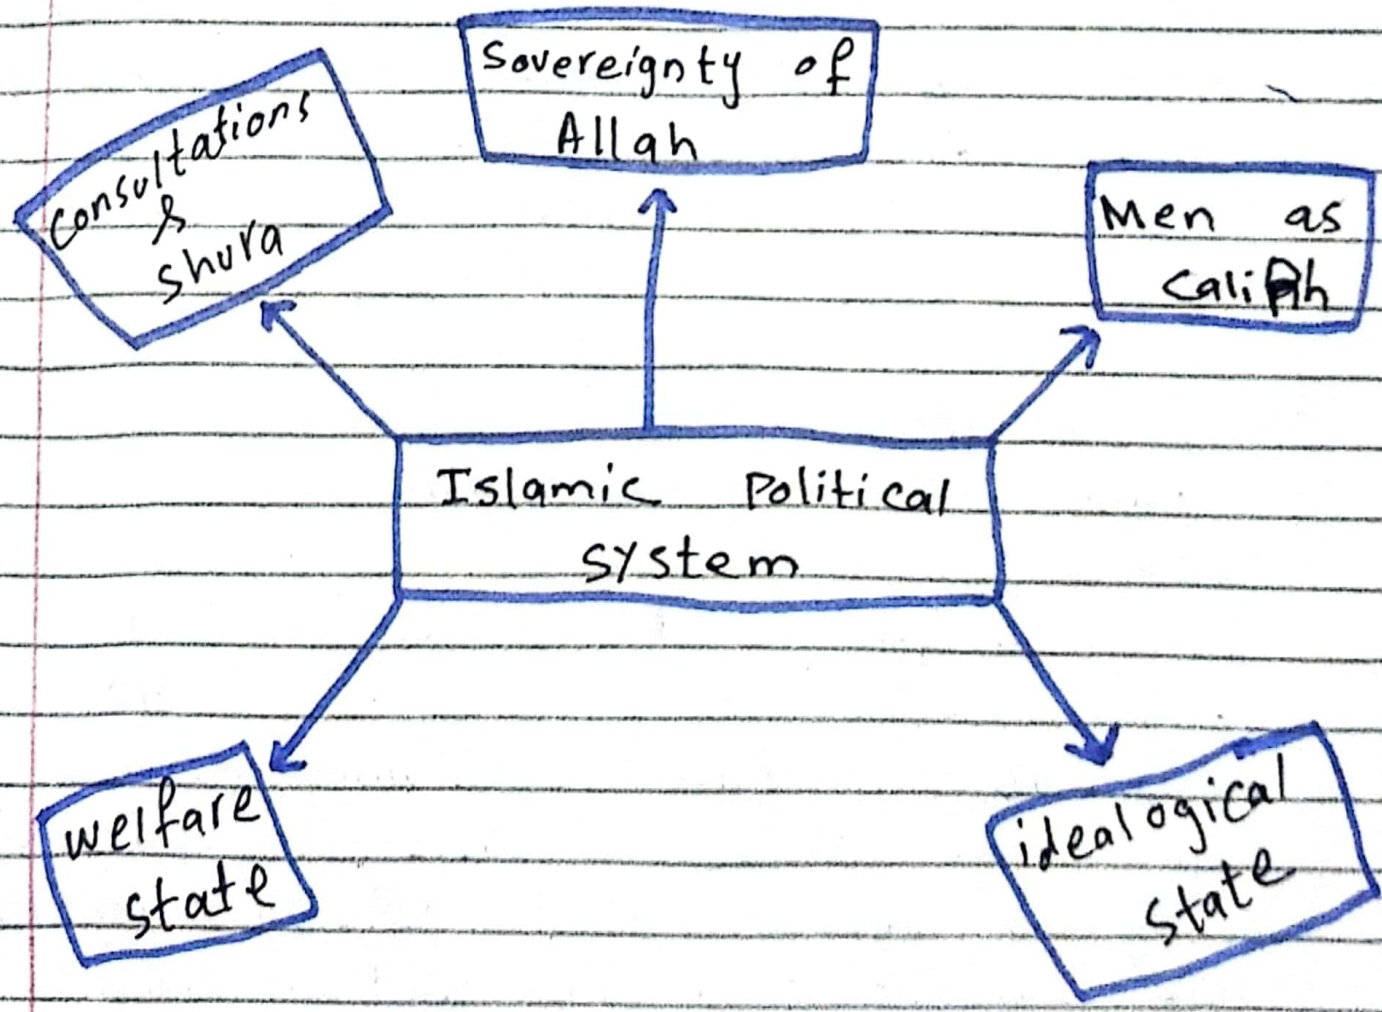 Sovereignty of
Allah
consultations
&
shura
Men as
Caliph
Islamic Political
system
welfare
state
idealogical
state